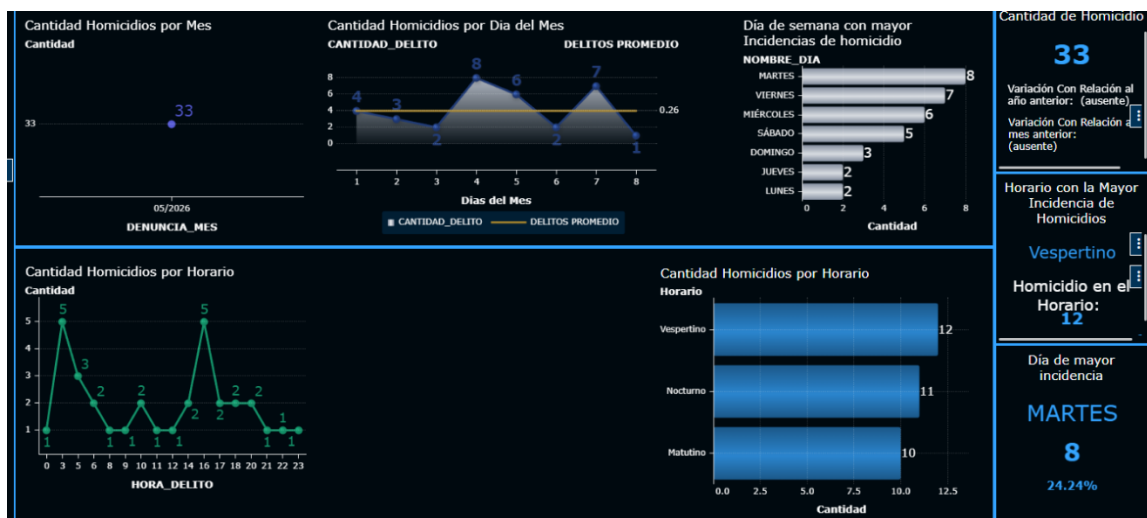 Cantidad Homicidios por Mes
Cantidad
33
33
05/2026
DENUNCIA_MES
Cantidad Homicidios por Dia del Mes
CANTIDAD_DELITO
DELITOS PROMEDIO
8
6
4
2
0
4
3
2
8
6
2
7
1
0.26
1 2 3 4 5 6 7 8
Dias del Mes
CANTIDAD_DELITO
DELITOS PROMEDIO
Día de semana con mayor
Incidencias de homicidio
NOMBRE_DIA
MARTES 8
VIERNES 7
MIÉRCOLES 6
SÁBADO 5
DOMINGO 3
JUEVES 2
LUNES 2
0 2 4 6 8
Cantidad
Cantidad de Homicidio
33
Variación Con Relación al
año anterior: (ausente)
Variación Con Relación a
mes anterior:
(ausente)
Horario con la Mayor
Incidencia de
Homicidios
Vespertino
Homicidio en el
Horario:
12
Día de mayor
incidencia
MARTES
8
24.24%
Cantidad Homicidios por Horario
Cantidad
5
4
3
2
1
1
5
3
2
1
1
2
1
1
2
5
2
2
2
1
1
1
0 3 5 6 8 9 10 11 12 14 16 17 18 20 21 22 23
HORA_DELITO
Cantidad Homicidios por Horario
Horario
Vespertino 12
Nocturno 11
Matutino 10
0.0 2.5 5.0 7.5 10.0 12.5
Cantidad